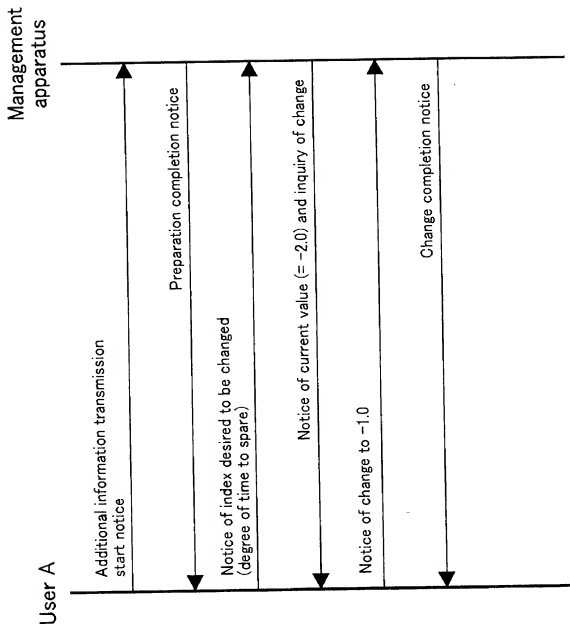 User A
Management
apparatus
Additional information transmission
start notice
Preparation completion notice
Notice of index desired to be changed
(degree of time to spare)
Notice of current value (= -2.0) and inquiry of change
Notice of change to -1.0
Change completion notice